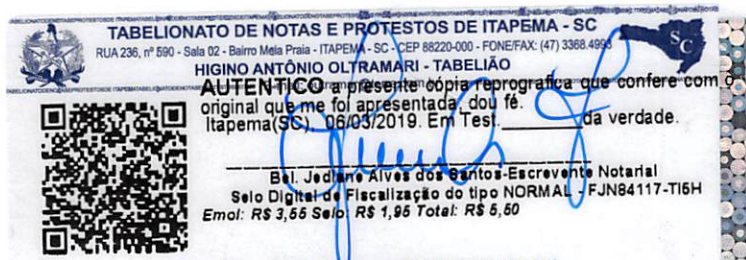 TABELIONATO DE NOTAS E PROTESTOS DE ITAPEMA - SC
RUA 236, nº 590 - Sala 02 - Bairro Meia Praia - ITAPEMA - SC - CEP 88220-000 - FONE/FAX: (47) 3368.4993
SC
HIGINO ANTÔNIO OLTRAMARI - TABELIÃO
AUTENTICO a presente cópia reprografica que confere com o
original que me foi apresentada, dou fé.
Itapema(SC), 06/03/2019. Em Test. ________ da verdade.
Bel. Jediane Alves dos Santos-Escrevente Notarial
Selo Digital de Fiscalização do tipo NORMAL - FJN84117-TI5H
Emol: R$ 3,55 Selo: R$ 1,95 Total: R$ 5,50